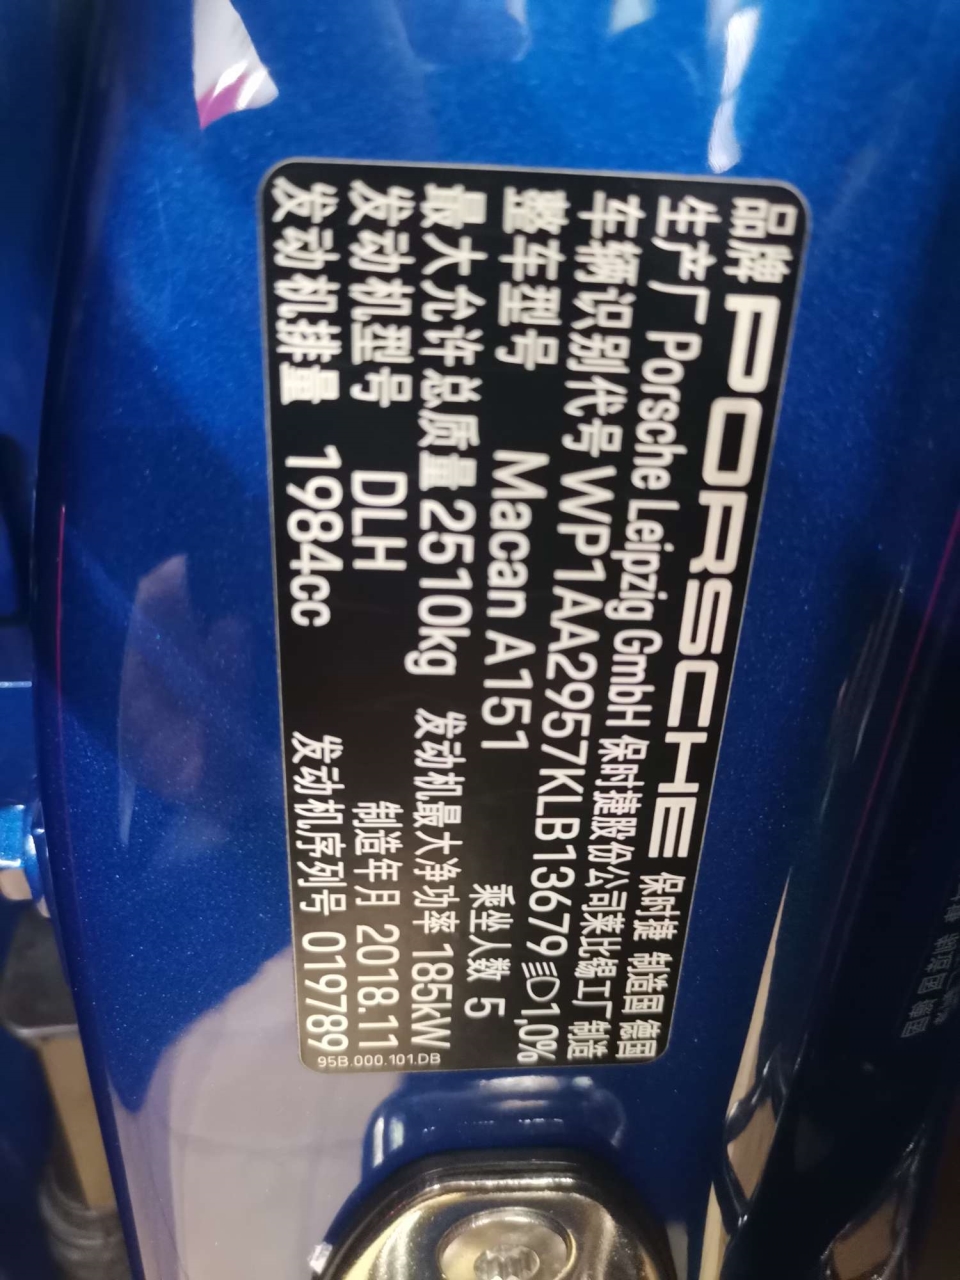 品牌 PORSCHE 保时捷 制造国 德国
生产厂 Porsche Leipzig GmbH 保时捷股份公司莱比锡工厂 制造
车辆识别代号 WP1AA2957KLB13679 1,0%
整车型号 Macan A151 乘坐人数 5
最大允许总质量 2510kg 发动机最大净功率 185kW
发动机型号 DLH 制造年月 2018.11
发动机排量 1984cc 发动机序列号 019789
95B.000.101.DB